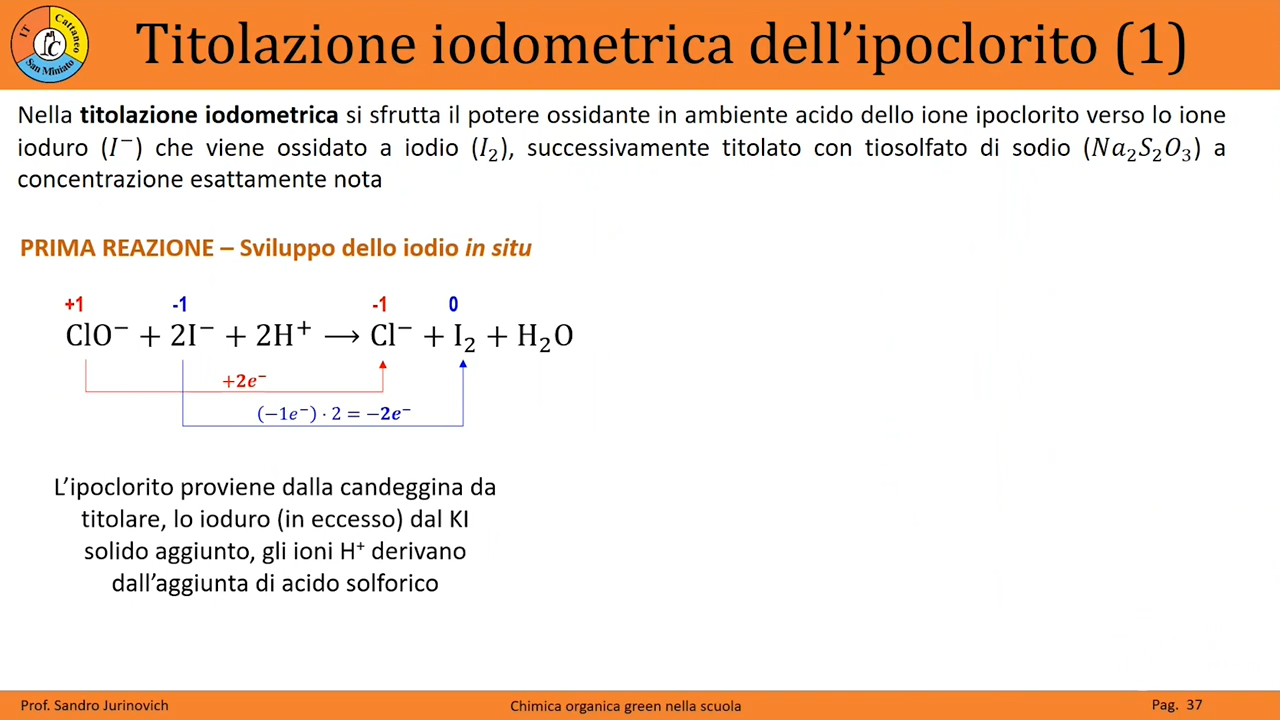 IT Cattaneo San Miniato
Titolazione iodometrica dell’ipoclorito (1)
Nella titolazione iodometrica si sfrutta il potere ossidante in ambiente acido dello ione ipoclorito verso lo ione
ioduro (I⁻) che viene ossidato a iodio (I₂), successivamente titolato con tiosolfato di sodio (Na₂S₂O₃) a
concentrazione esattamente nota
PRIMA REAZIONE – Sviluppo dello iodio in situ
+1 -1 -1 0
ClO⁻ + 2I⁻ + 2H⁺ ⟶ Cl⁻ + I₂ + H₂O
+2e⁻
(−1e⁻) · 2 = −2e⁻
L’ipoclorito proviene dalla candeggina da
titolare, lo ioduro (in eccesso) dal KI
solido aggiunto, gli ioni H⁺ derivano
dall’aggiunta di acido solforico
Prof. Sandro Jurinovich Chimica organica green nella scuola Pag. 37